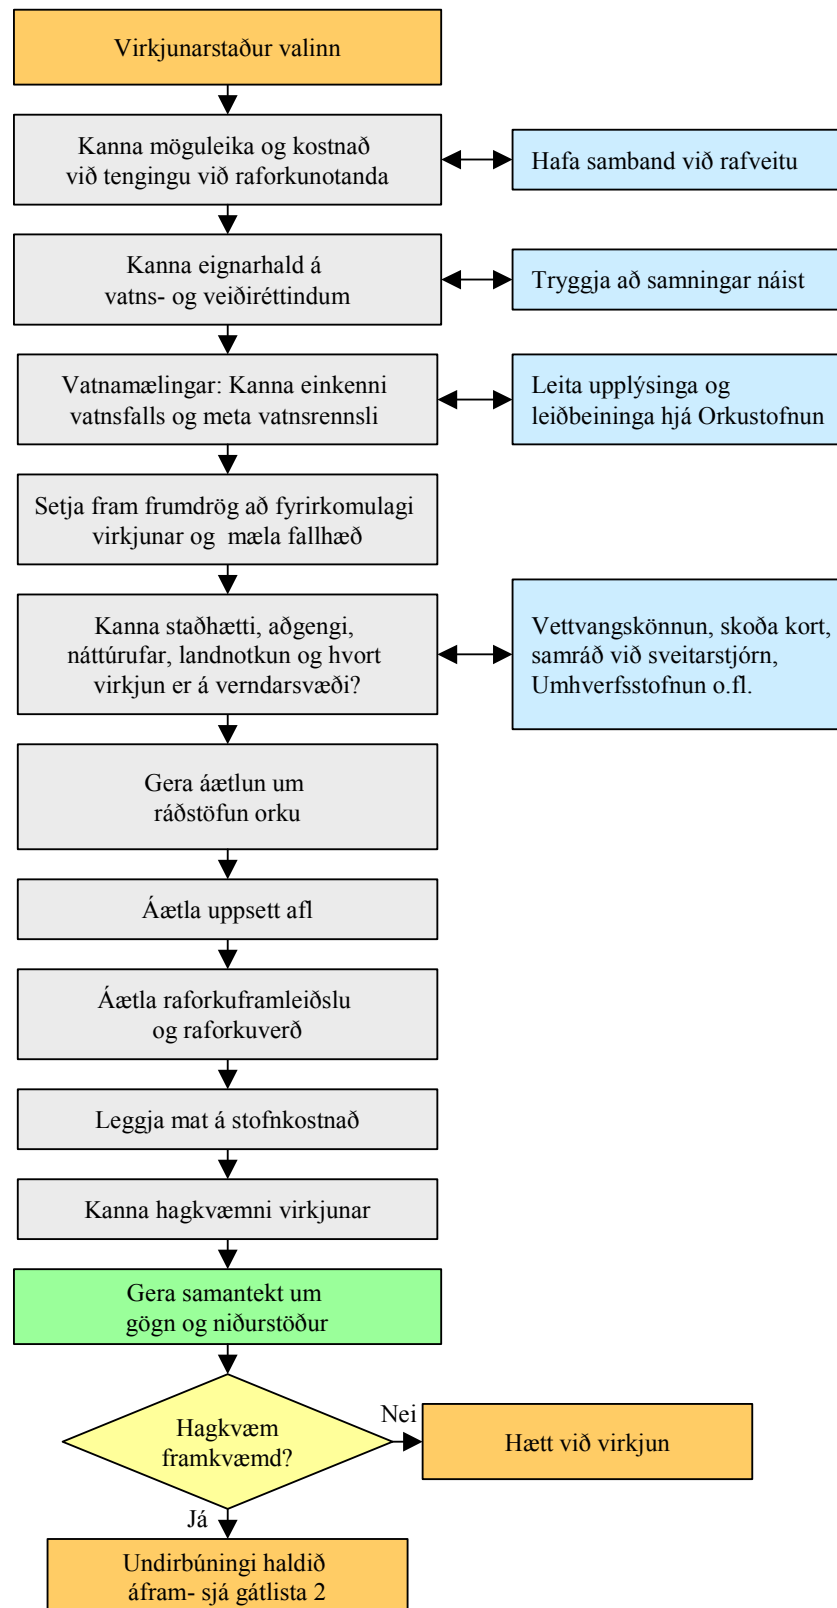 Virkjunarstaður valinn
Kanna möguleika og kostnað
við tengingu við raforkunotanda
Hafa samband við rafveitu
Kanna eignarhald á
vatns- og veiðiréttindum
Tryggja að samningar náist
Vatnamælingar: Kanna einkenni
vatnsfalls og meta vatnsrennsli
Leita upplýsinga og
leiðbeininga hjá Orkustofnun
Setja fram frumdrög að fyrirkomulagi
virkjunar og mæla fallhæð
Kanna staðhætti, aðgengi,
náttúrufar, landnotkun og hvort
virkjun er á verndarsvæði?
Vettvangskönnun, skoða kort,
samráð við sveitarstjórn,
Umhverfsstofnun o.fl.
Gera áætlun um
ráðstöfun orku
Áætla uppsett afl
Áætla raforkuframleiðslu
og raforkuverð
Leggja mat á stofnkostnað
Kanna hagkvæmni virkjunar
Gera samantekt um
gögn og niðurstöður
Hagkvæm
framkvæmd?
Nei
Hætt við virkjun
Já
Undirbúningi haldið
áfram- sjá gátlista 2